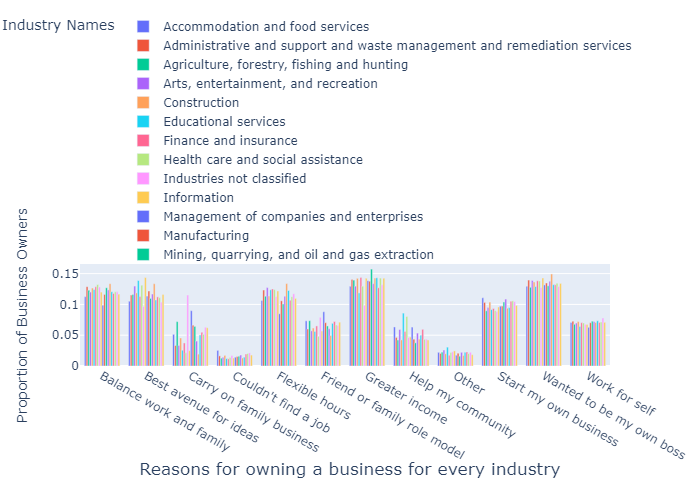 Industry Names
Accommodation and food services
Administrative and support and waste management and remediation services
Agriculture, forestry, fishing and hunting
Arts, entertainment, and recreation
Construction
Educational services
Finance and insurance
Health care and social assistance
Industries not classified
Information
Management of companies and enterprises
Manufacturing
Mining, quarrying, and oil and gas extraction
Proportion of Business Owners
0.15
0.1
0.05
0
Balance work and family
Best avenue for ideas
Carry on family business
Couldn't find a job
Flexible hours
Friend or family role model
Greater income
Help my community
Other
Start my own business
Wanted to be my own boss
Work for self
Reasons for owning a business for every industry